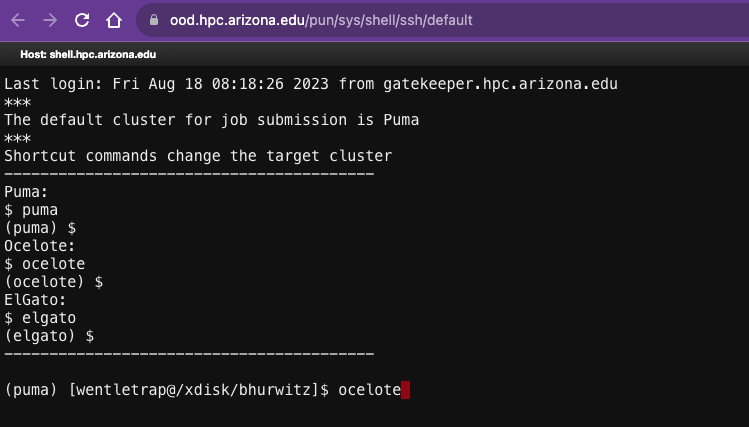 ood.hpc.arizona.edu/pun/sys/shell/ssh/default
Host: shell.hpc.arizona.edu
Last login: Fri Aug 18 08:18:26 2023 from gatekeeper.hpc.arizona.edu
***
The default cluster for job submission is Puma
***
Shortcut commands change the target cluster
-----------------------------------------
Puma:
$ puma
(puma) $
Ocelote:
$ ocelote
(ocelote) $
ElGato:
$ elgato
(elgato) $
-----------------------------------------
(puma) [wentletrap@/xdisk/bhurwitz]$ ocelote